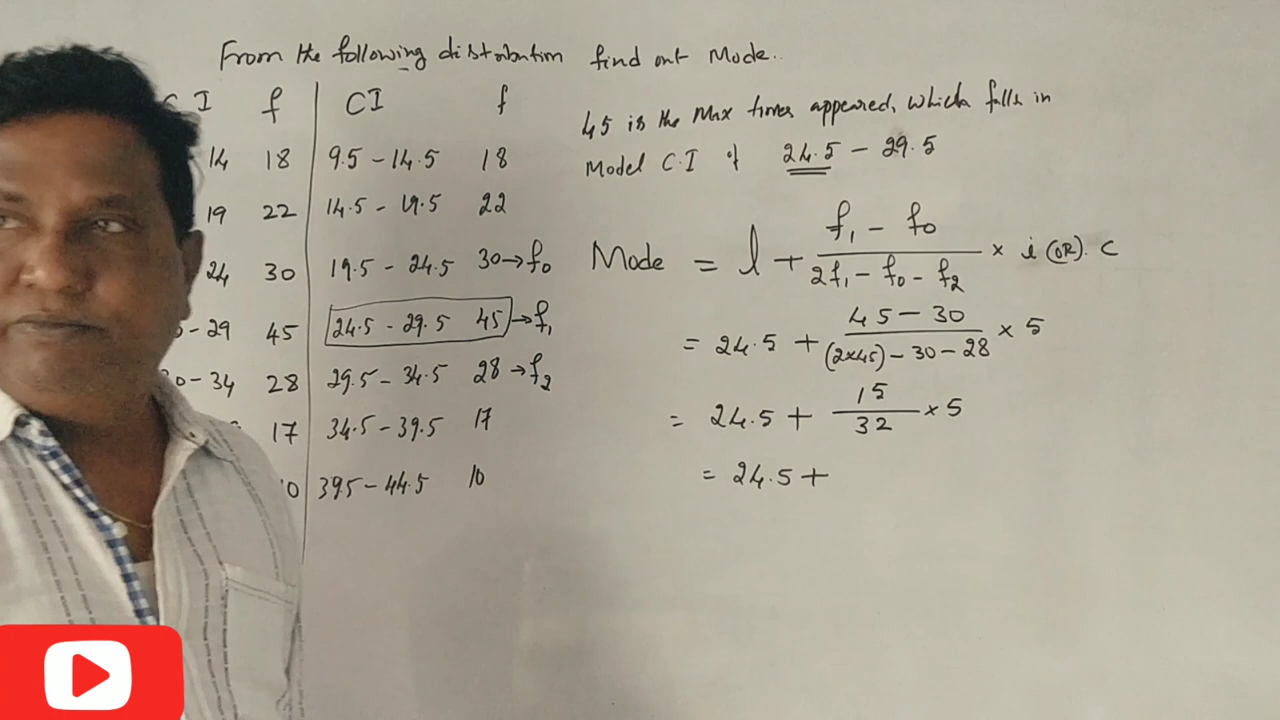 From the following distribution find out Mode..
C I f CI f
14 18 9.5 - 14.5 18
19 22 14.5 - 19.5 22
24 30 19.5 - 24.5 30 → f₀
- 29 45 24.5 - 29.5 45 → f₁
0 - 34 28 29.5 - 34.5 28 → f₂
17 34.5 - 39.5 17
10 39.5 - 44.5 10
45 is the Max times appeared, which falls in
Model C.I of 24.5 - 29.5
Mode = l + (f₁ - f₀) / (2f₁ - f₀ - f₂) × i (OR). C
= 24.5 + (45 - 30) / ((2×45) - 30 - 28) × 5
= 24.5 + 15/32 × 5
= 24.5 +